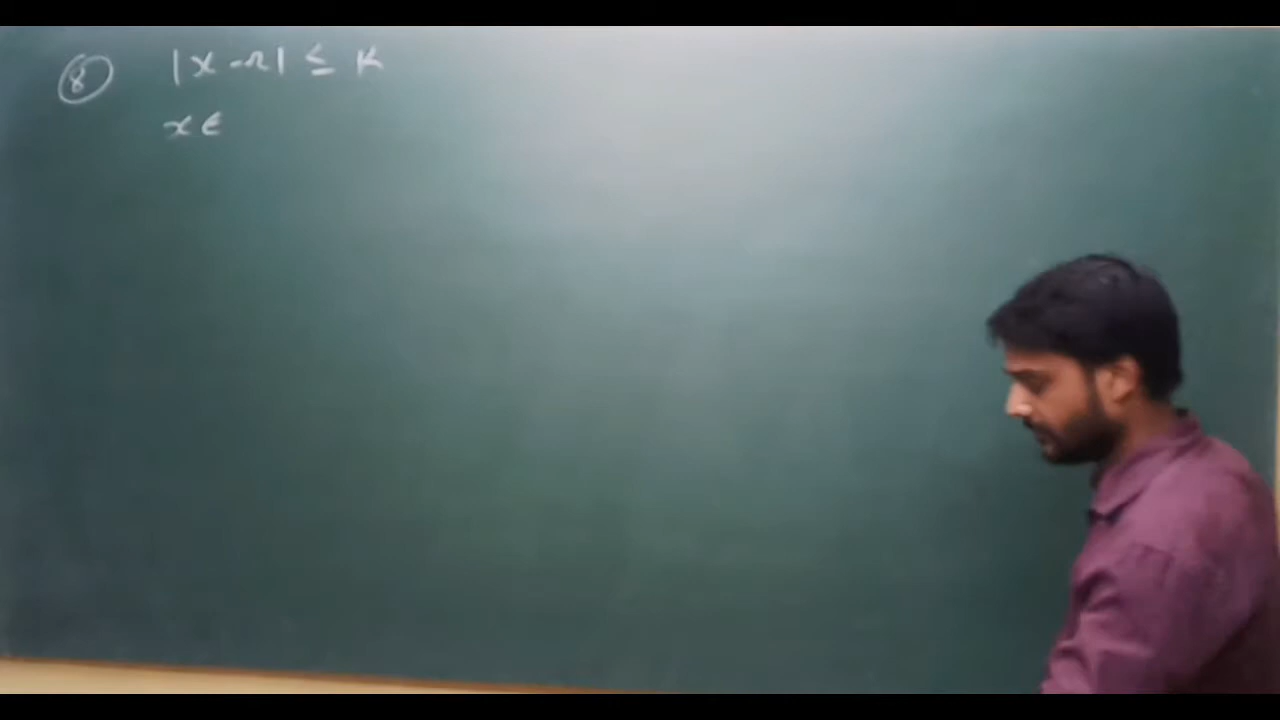 ⑧ |x - r| ≤ K
x ∈